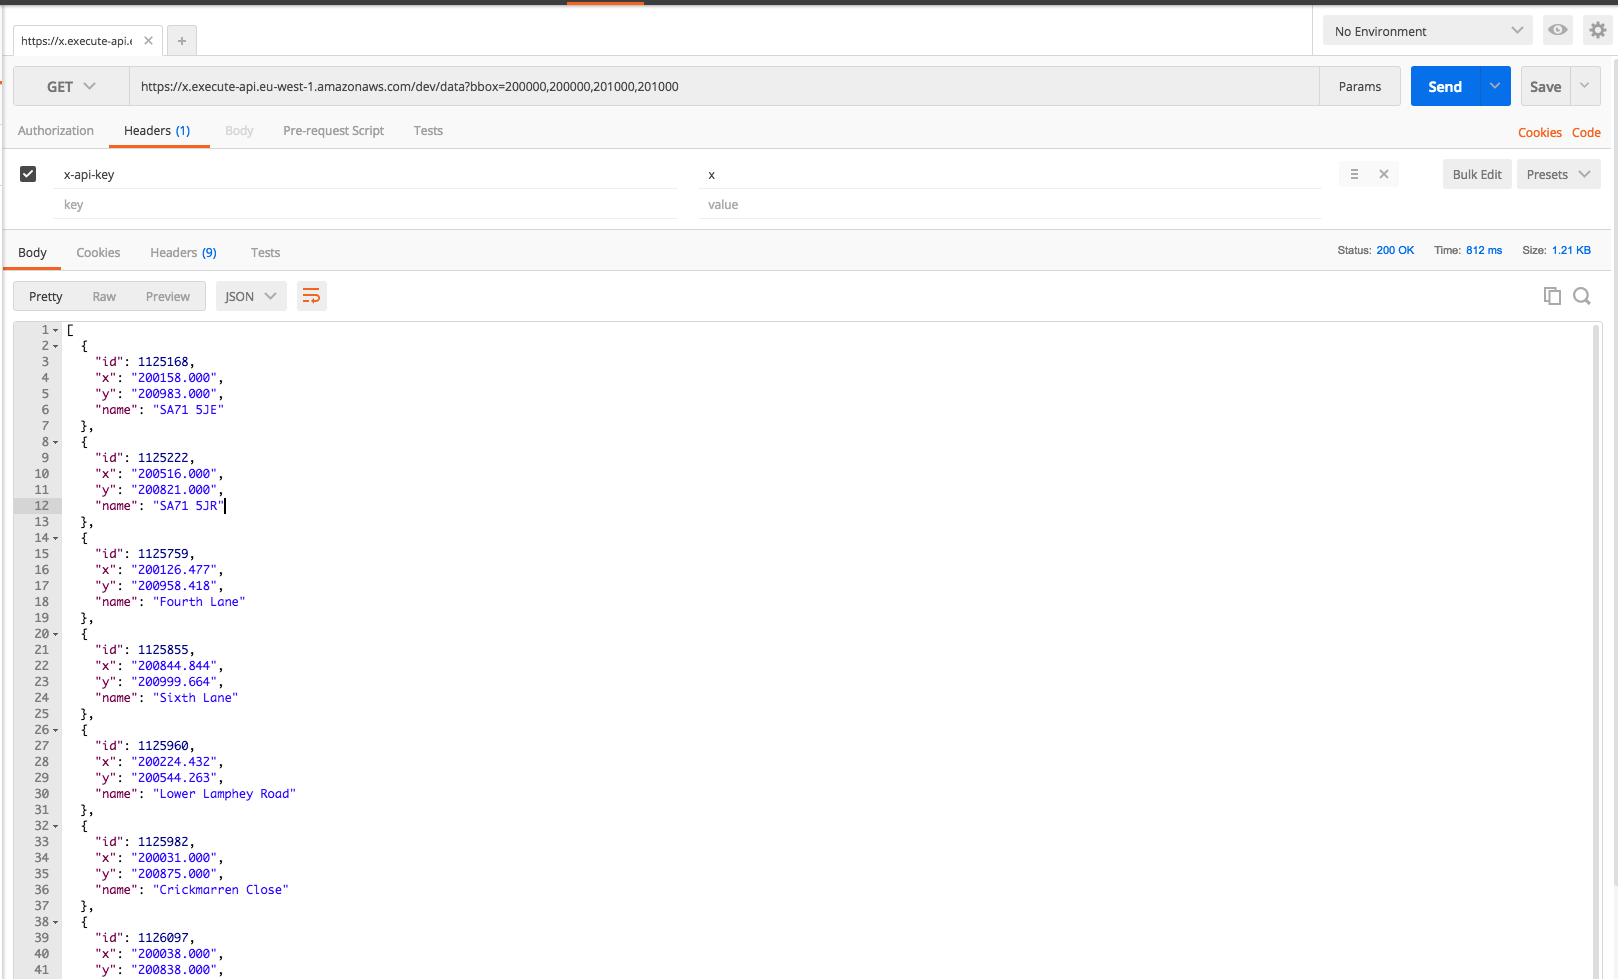 https://x.execute-api.e
No Environment
GET https://x.execute-api.eu-west-1.amazonaws.com/dev/data?bbox=200000,200000,201000,201000 Params Send Save
Authorization Headers (1) Body Pre-request Script Tests Cookies Code
x-api-key x Bulk Edit Presets
key value
Body Cookies Headers (9) Tests Status: 200 OK Time: 812 ms Size: 1.21 KB
Pretty Raw Preview JSON
1 [
2 {
3 "id": 1125168,
4 "x": "200158.000",
5 "y": "200983.000",
6 "name": "SA71 5JE"
7 },
8 {
9 "id": 1125222,
10 "x": "200516.000",
11 "y": "200821.000",
12 "name": "SA71 5JR"
13 },
14 {
15 "id": 1125759,
16 "x": "200126.477",
17 "y": "200958.418",
18 "name": "Fourth Lane"
19 },
20 {
21 "id": 1125855,
22 "x": "200844.844",
23 "y": "200999.664",
24 "name": "Sixth Lane"
25 },
26 {
27 "id": 1125960,
28 "x": "200224.432",
29 "y": "200544.263",
30 "name": "Lower Lamphey Road"
31 },
32 {
33 "id": 1125982,
34 "x": "200031.000",
35 "y": "200875.000",
36 "name": "Crickmarren Close"
37 },
38 {
39 "id": 1126097,
40 "x": "200038.000",
41 "y": "200838.000",